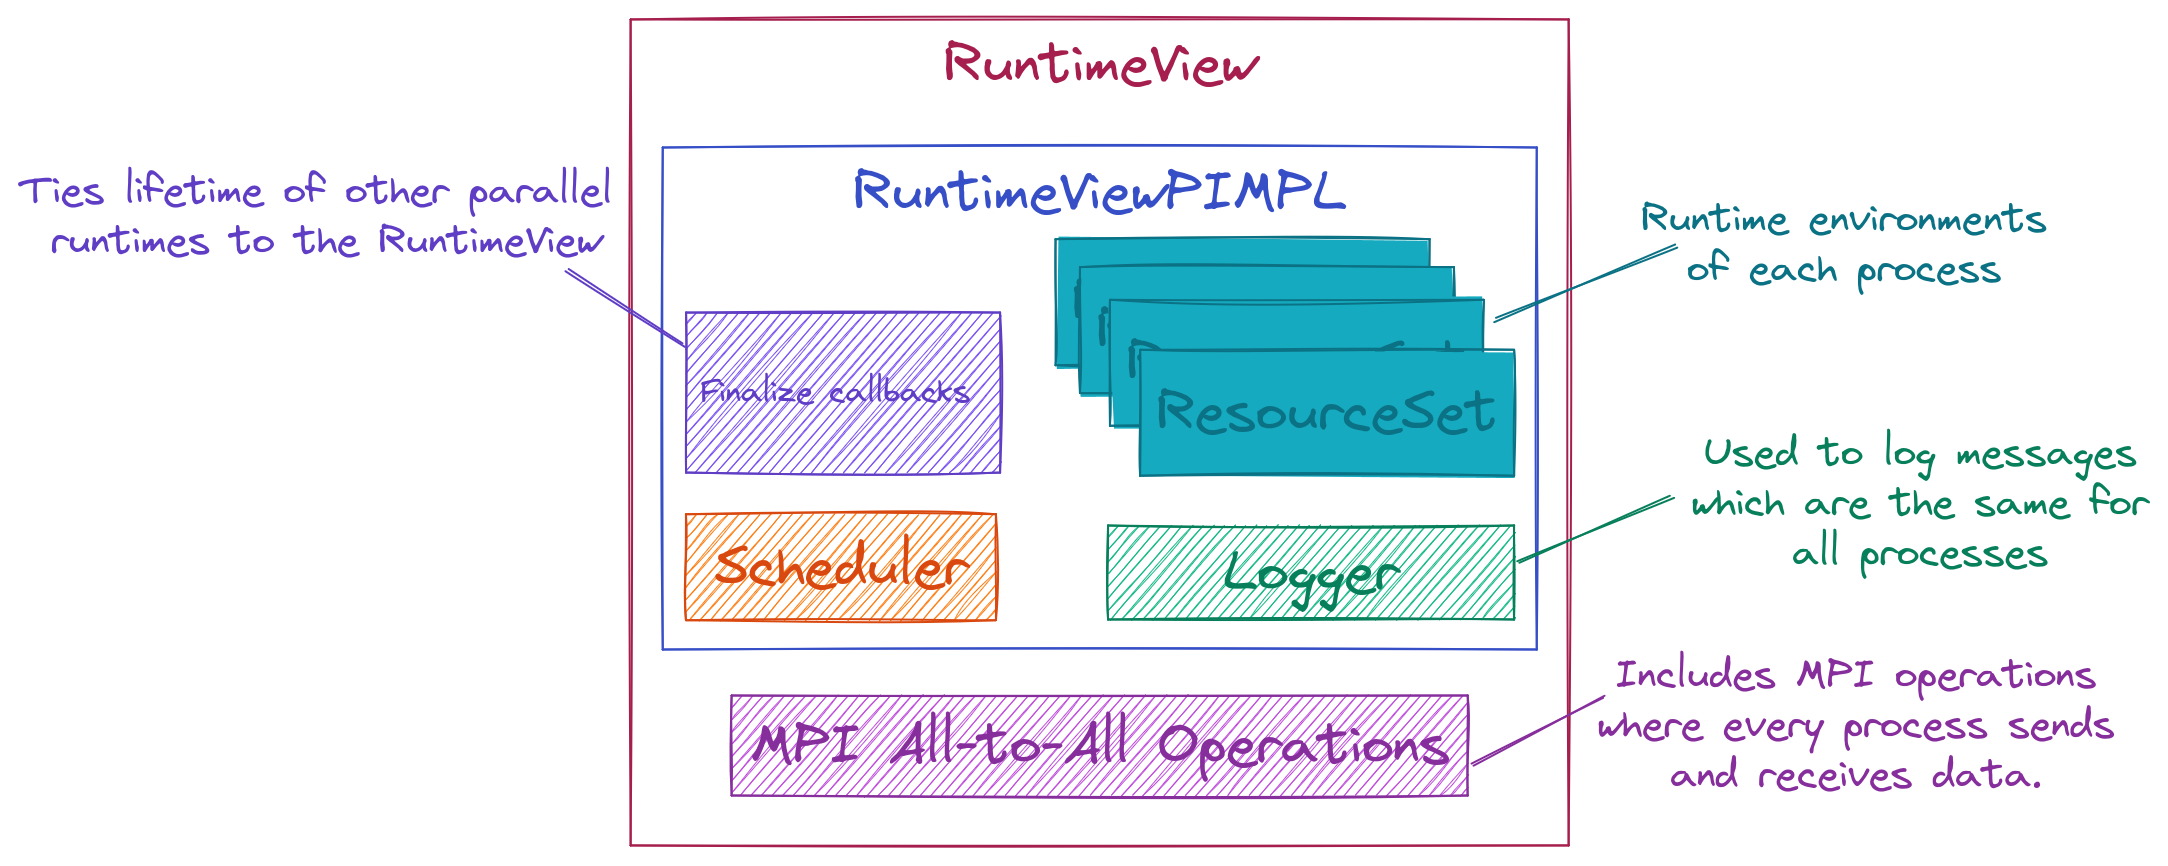 RuntimeView
RuntimeViewPIMPL
Ties lifetime of other parallel
runtimes to the RuntimeView
Runtime environments
of each process
Finalize callbacks
ResourceSet
Used to log messages
which are the same for
all processes
Scheduler
Logger
Includes MPI operations
where every process sends
and receives data.
MPI All-to-All Operations